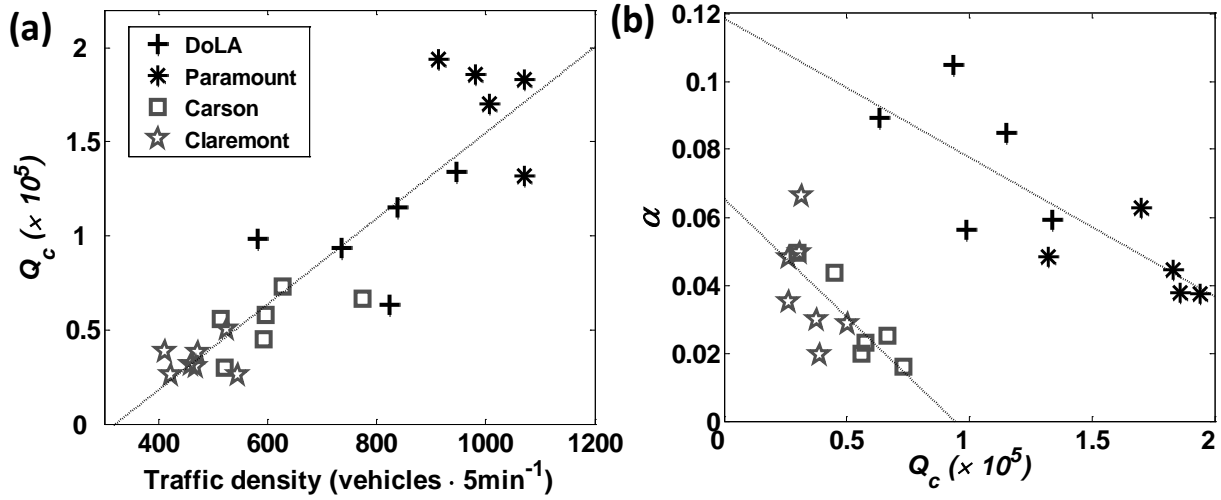 (a)
DoLA
Paramount
Carson
Claremont
2
1.5
1
0.5
0
Q_c (× 10^5)
400 600 800 1000 1200
Traffic density (vehicles · 5min^-1)
(b)
0.12
0.1
0.08
0.06
0.04
0.02
0
α
0 0.5 1 1.5 2
Q_c (× 10^5)